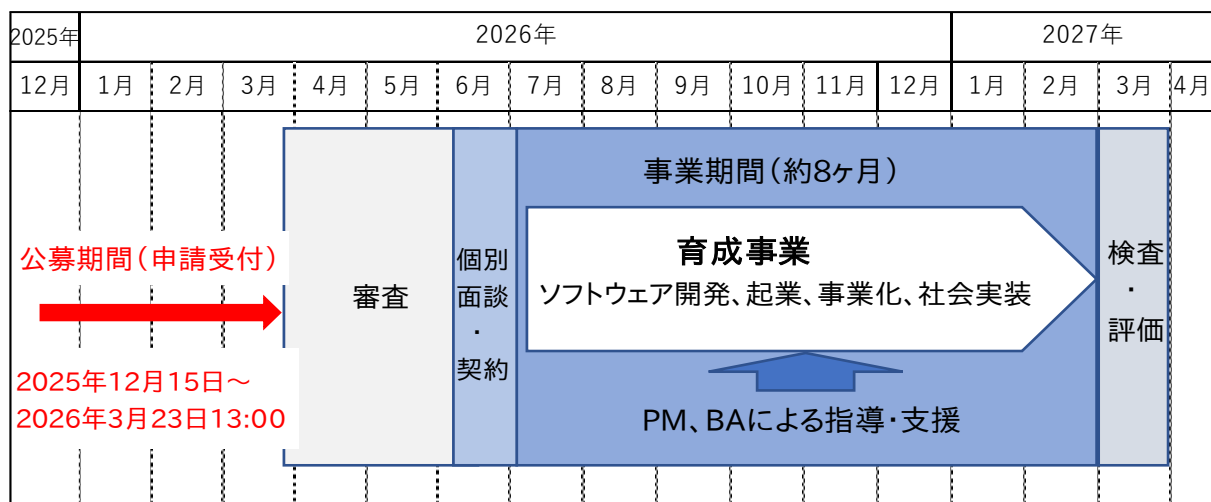 2025年 2026年 2027年
12月 1月 2月 3月 4月 5月 6月 7月 8月 9月 10月 11月 12月 1月 2月 3月 4月
公募期間(申請受付)
2025年12月15日~
2026年3月23日13:00
審査
個別
面談
・
契約
事業期間(約8ヶ月)
育成事業
ソフトウェア開発、起業、事業化、社会実装
PM、BAによる指導・支援
検査
・
評価